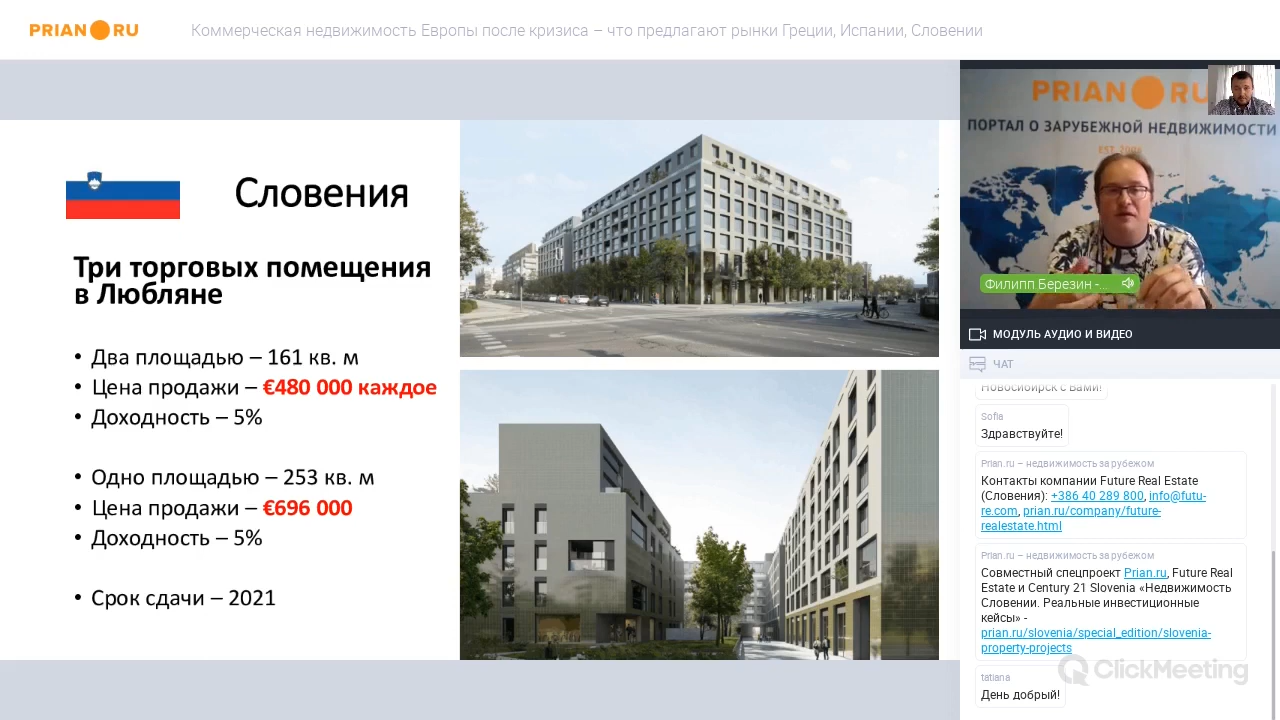 PRIAN RU
Коммерческая недвижимость Европы после кризиса – что предлагают рынки Греции, Испании, Словении
Словения
Три торговых помещения
в Любляне
• Два площадью – 161 кв. м
• Цена продажи – €480 000 каждое
• Доходность – 5%
• Одно площадью – 253 кв. м
• Цена продажи – €696 000
• Доходность – 5%
• Срок сдачи – 2021
PRIAN RU
ПОРТАЛ О ЗАРУБЕЖНОЙ НЕДВИЖИМОСТИ
Филипп Березин -...
МОДУЛЬ АУДИО И ВИДЕО
ЧАТ
Новосибирск с Вами!
Sofia
Здравствуйте!
Prian.ru – недвижимость за рубежом
Контакты компании Future Real Estate
(Словения): +386 40 289 800, info@futu-
re.com, prian.ru/company/future-
realestate.html
Prian.ru – недвижимость за рубежом
Совместный спецпроект Prian.ru, Future Real
Estate и Century 21 Slovenia «Недвижимость
Словении. Реальные инвестиционные
кейсы» -
prian.ru/slovenia/special_edition/slovenia-
property-projects
ClickMeeting
tatiana
День добрый!